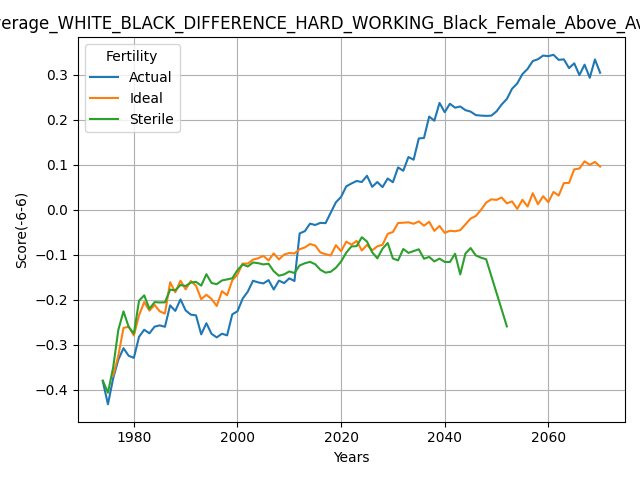 erage_WHITE_BLACK_DIFFERENCE_HARD_WORKING_Black_Female_Above_Av
Fertility
Actual
Ideal
Sterile
Score(-6-6)
0.3
0.2
0.1
0.0
−0.1
−0.2
−0.3
−0.4
1980 2000 2020 2040 2060
Years